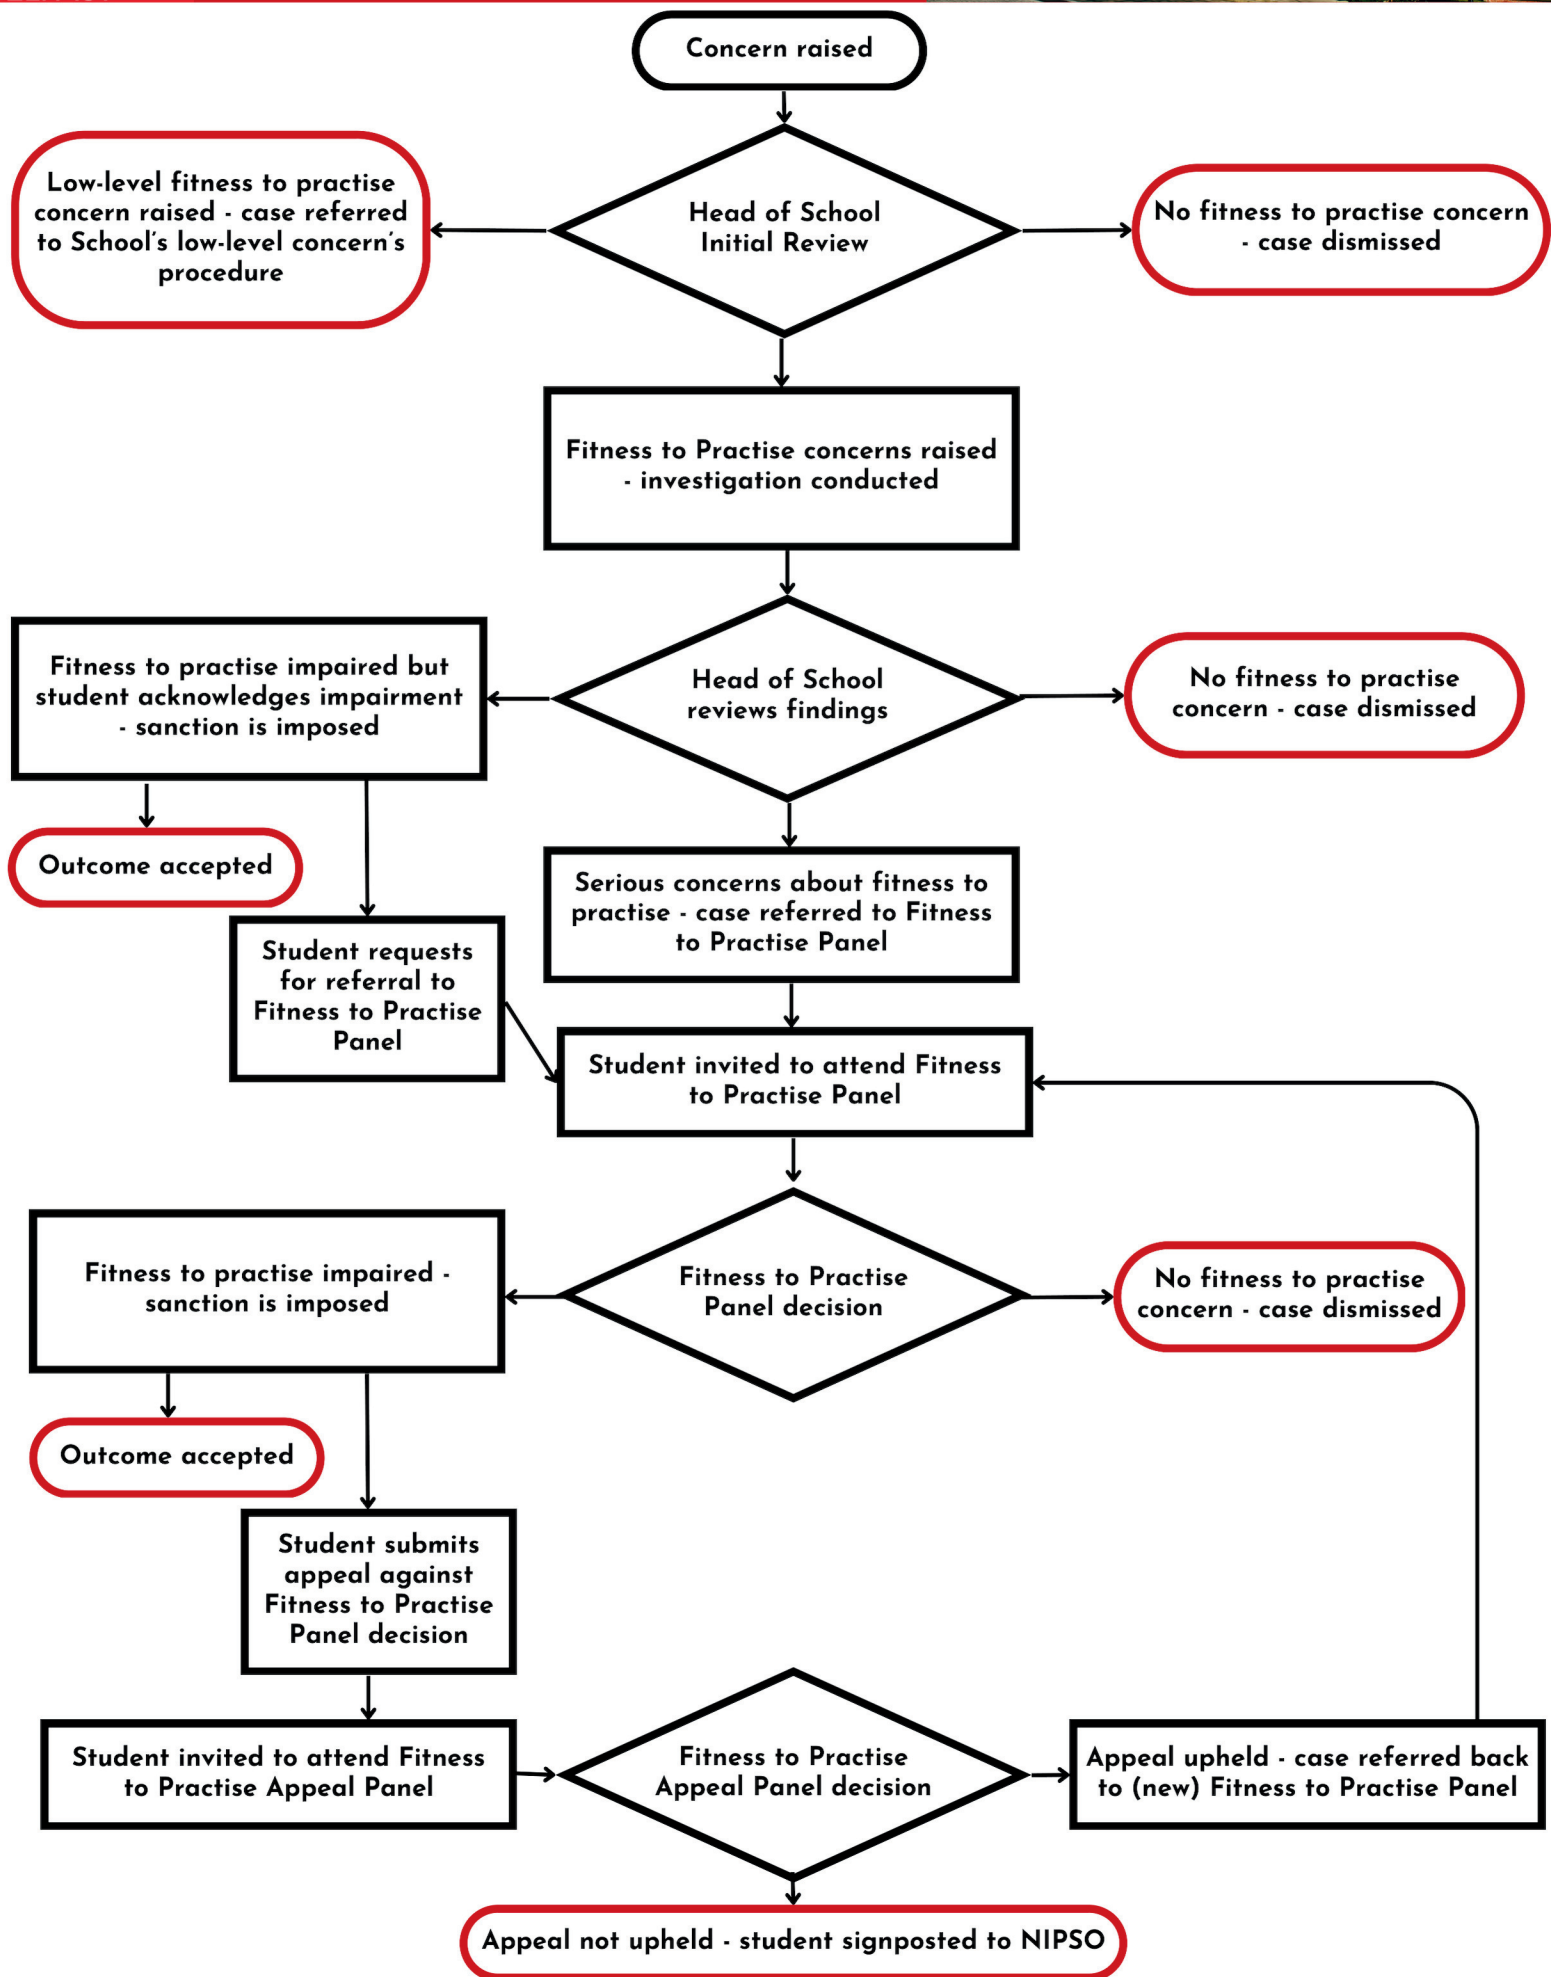 Concern raised
Low-level fitness to practise
concern raised - case referred
to School's low-level concern's
procedure
Head of School
Initial Review
No fitness to practise concern
- case dismissed
Fitness to Practise concerns raised
- investigation conducted
Fitness to practise impaired but
student acknowledges impairment
- sanction is imposed
Head of School
reviews findings
No fitness to practise
concern - case dismissed
Outcome accepted
Student requests
for referral to
Fitness to Practise
Panel
Serious concerns about fitness to
practise - case referred to Fitness
to Practise Panel
Student invited to attend Fitness
to Practise Panel
Fitness to practise impaired -
sanction is imposed
Fitness to Practise
Panel decision
No fitness to practise
concern - case dismissed
Outcome accepted
Student submits
appeal against
Fitness to Practise
Panel decision
Student invited to attend Fitness
to Practise Appeal Panel
Fitness to Practise
Appeal Panel decision
Appeal upheld - case referred back
to (new) Fitness to Practise Panel
Appeal not upheld - student signposted to NIPSO